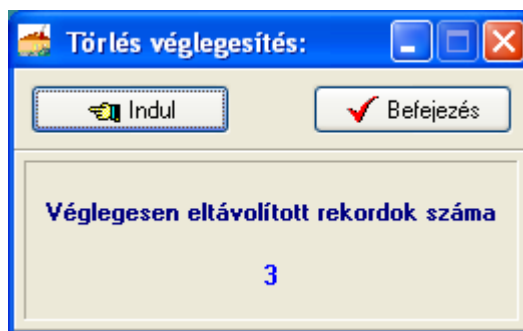 Törlés véglegesítés:
Indul
Befejezés
Véglegesen eltávolított rekordok száma
3